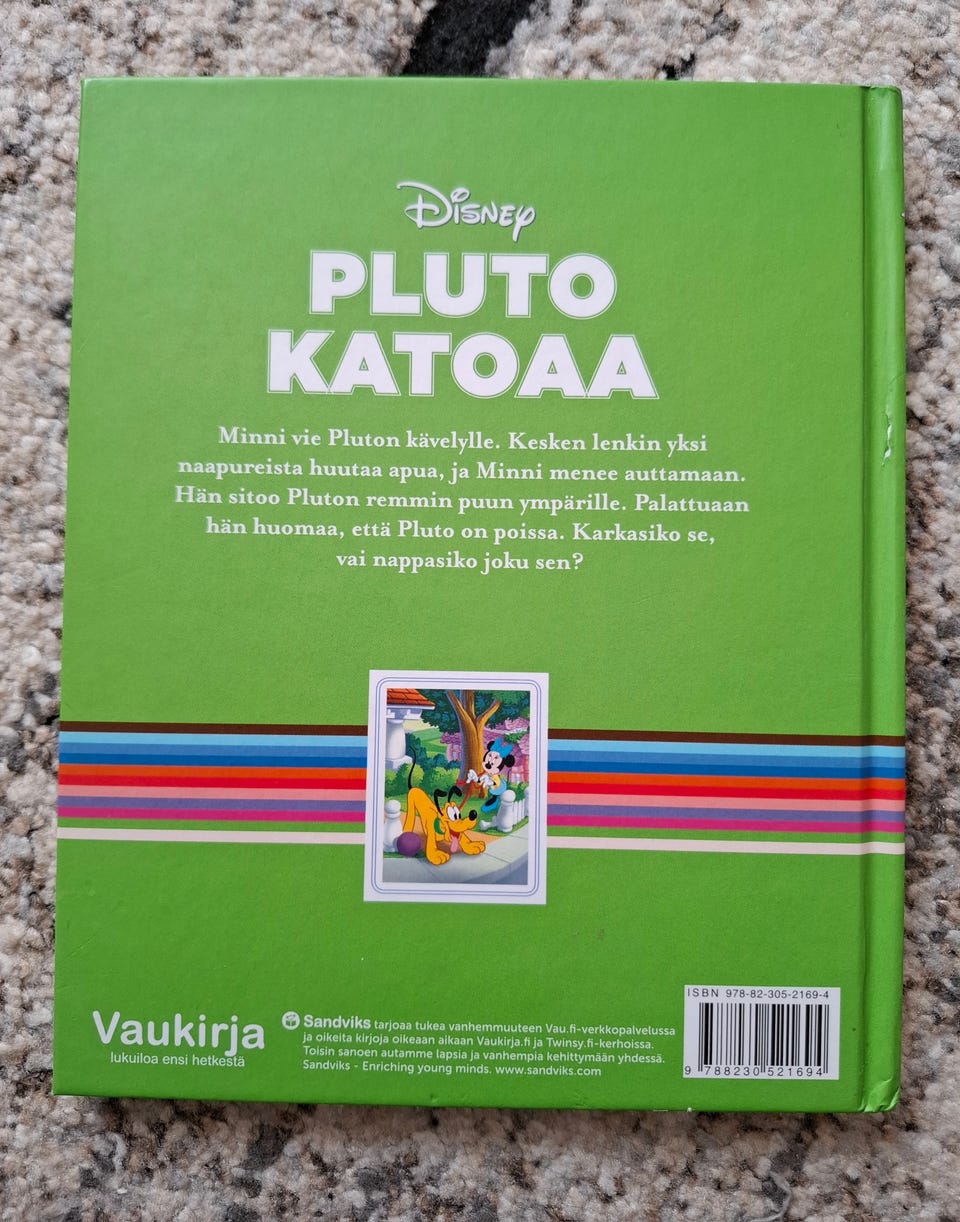 Disney
PLUTO
KATOAA
Minni vie Pluton kävelylle. Kesken lenkin yksi
naapureista huutaa apua, ja Minni menee auttamaan.
Hän sitoo Pluton remmin puun ympärille. Palattuaan
hän huomaa, että Pluto on poissa. Karkasiko se,
vai nappasiko joku sen?
Vaukirja
lukuiloa ensi hetkestä
Sandviks tarjoaa tukea vanhemmuuteen Vau.fi-verkkopalvelussa
ja oikeita kirjoja oikeaan aikaan Vaukirja.fi ja Twinsy.fi-kerhoissa.
Toisin sanoen autamme lapsia ja vanhempia kehittymään yhdessä.
Sandviks - Enriching young minds. www.sandviks.com
ISBN 978-82-305-2169-4
9 788230 521694